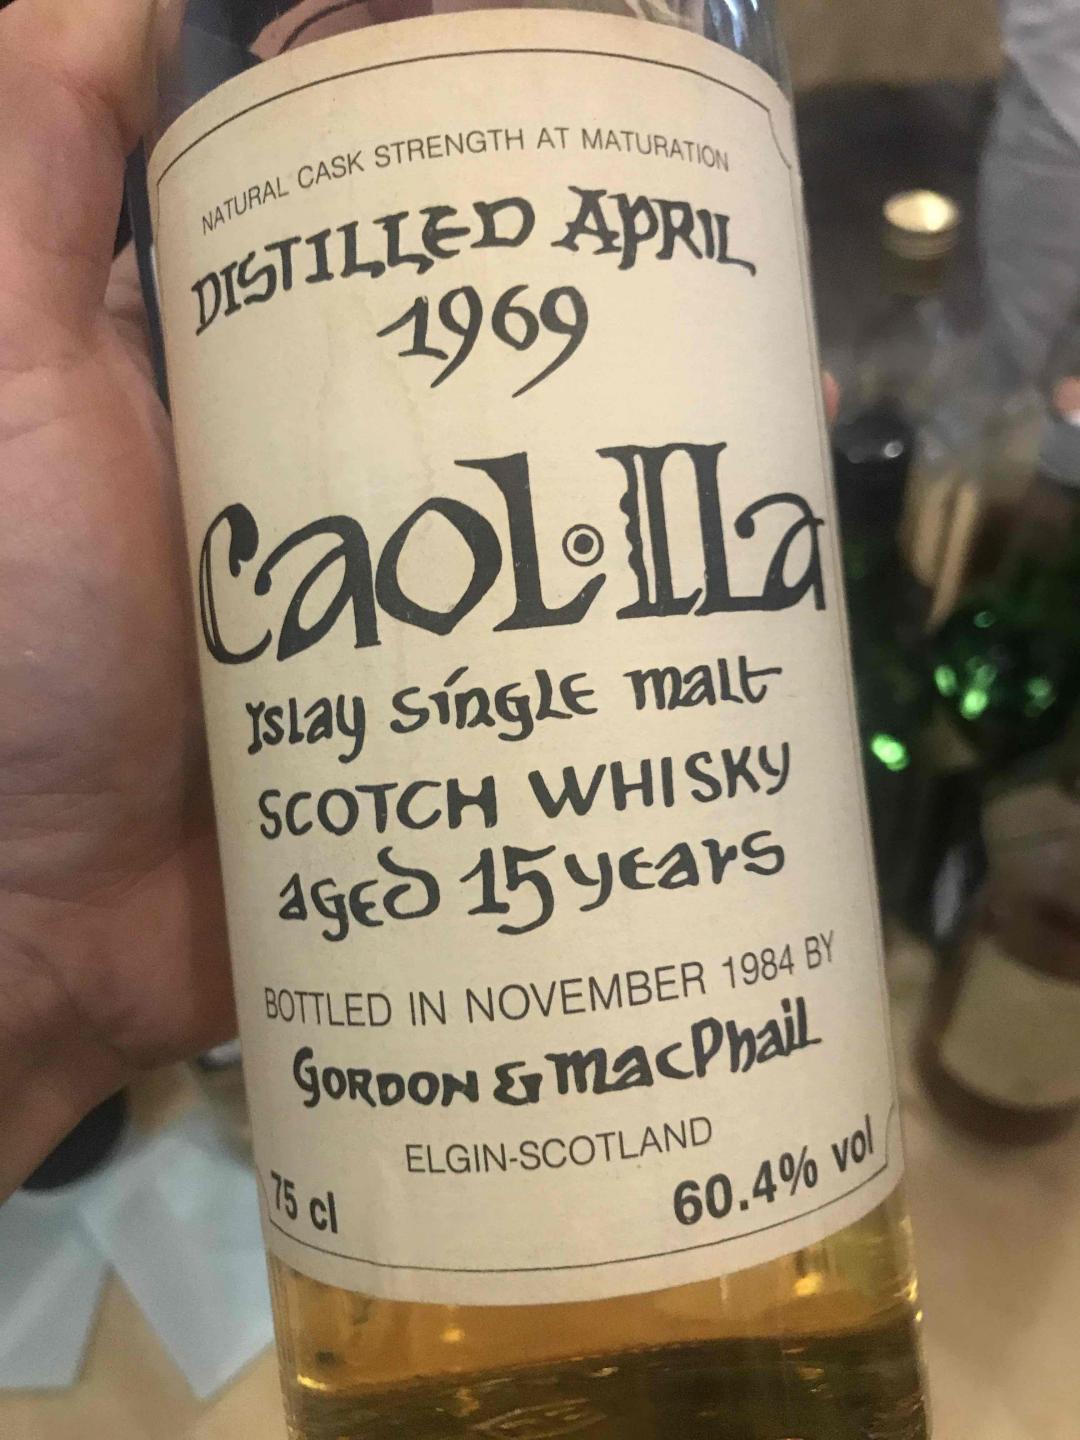 NATURAL CASK STRENGTH AT MATURATION
DISTILLED APRIL
1969
CAOL·ILa
Islay single malt
SCOTCH WHISKY
aged 15 years
BOTTLED IN NOVEMBER 1984 BY
GORDON & MacPhail
ELGIN-SCOTLAND
75 cl 60.4% vol